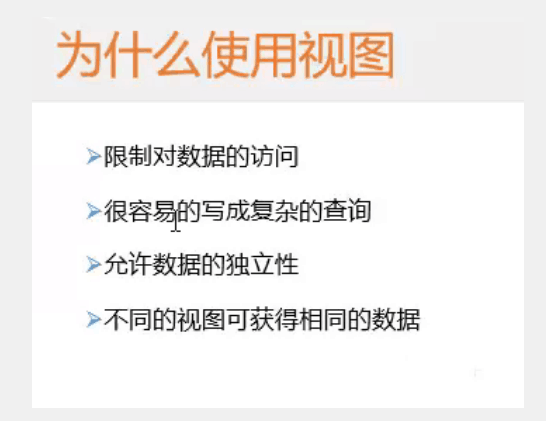 为什么使用视图
➢限制对数据的访问
➢很容易的写成复杂的查询
➢允许数据的独立性
➢不同的视图可获得相同的数据